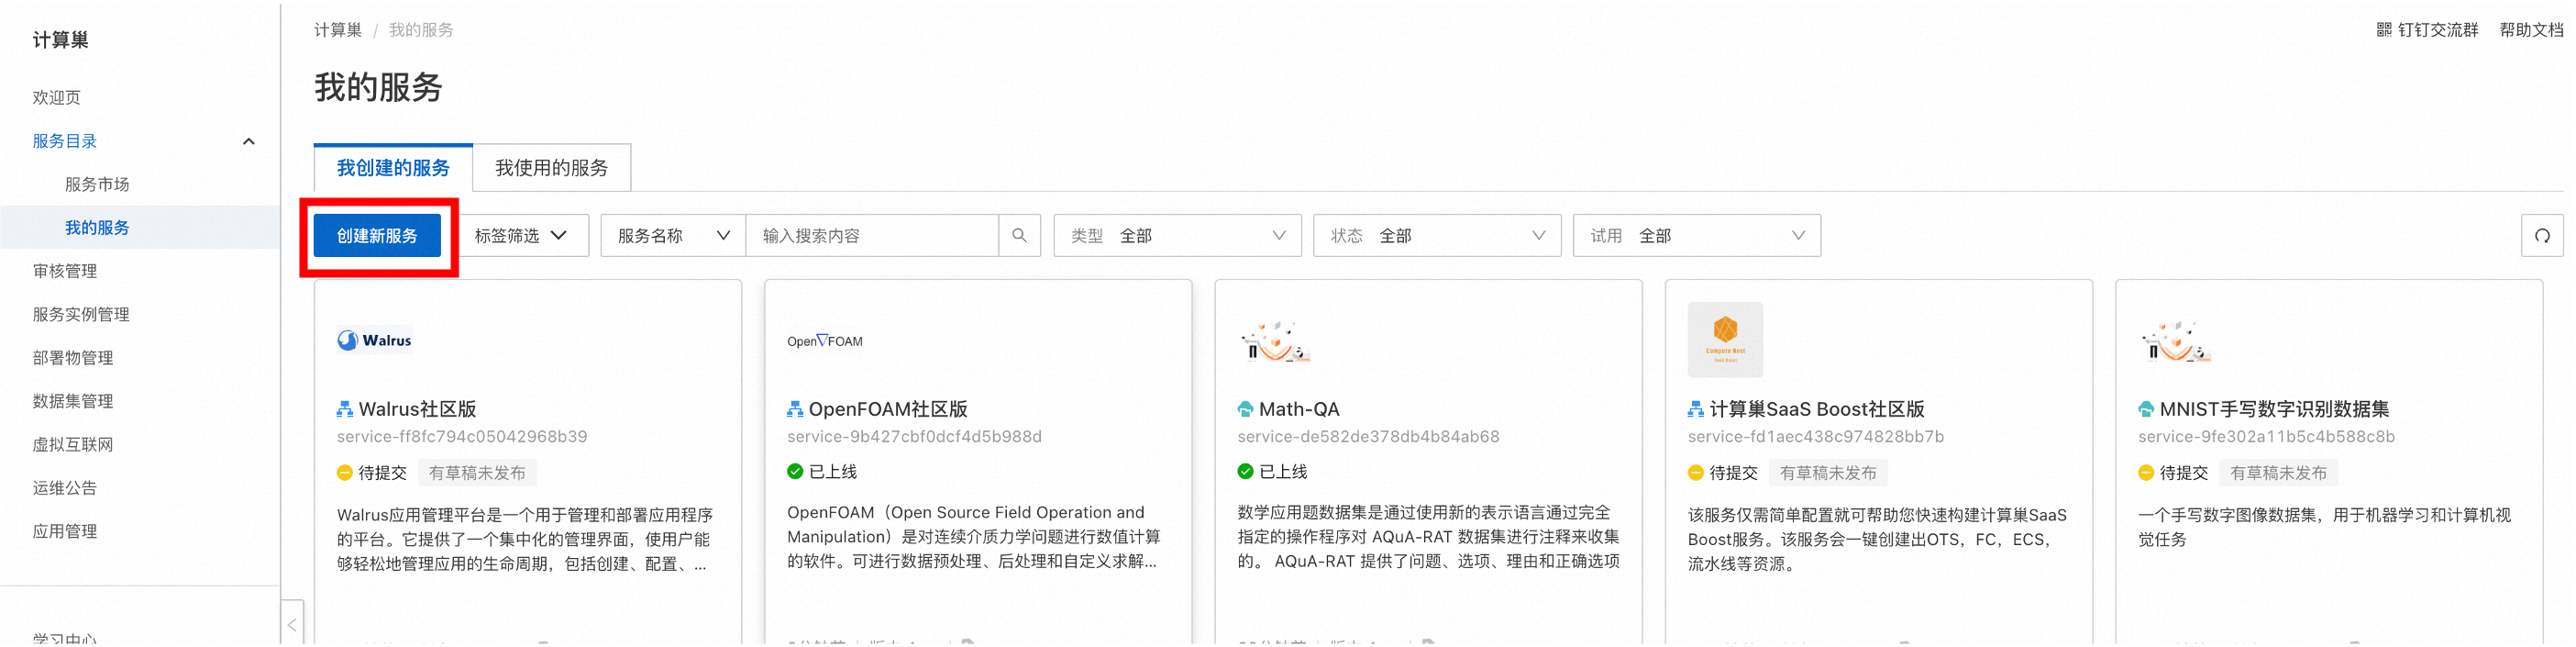 计算巢
欢迎页
服务目录
服务市场
我的服务
审核管理
服务实例管理
部署物管理
数据集管理
虚拟互联网
运维公告
应用管理
学习中心
计算巢 / 我的服务
钉钉交流群 帮助文档
我的服务
我创建的服务 我使用的服务
创建新服务 标签筛选 服务名称 输入搜索内容 类型 全部 状态 全部 试用 全部
Walrus
Walrus社区版
service-ff8fc794c05042968b39
待提交 有草稿未发布
Walrus应用管理平台是一个用于管理和部署应用程序
的平台。它提供了一个集中化的管理界面，使用户能
够轻松地管理应用的生命周期，包括创建、配置、...
Open▽FOAM
OpenFOAM社区版
service-9b427cbf0dcf4d5b988d
已上线
OpenFOAM（Open Source Field Operation and
Manipulation）是对连续介质力学问题进行数值计算
的软件。可进行数据预处理、后处理和自定义求解...
Math-QA
service-de582de378db4b84ab68
已上线
数学应用题数据集是通过使用新的表示语言通过完全
指定的操作程序对 AQuA-RAT 数据集进行注释来收集
的。 AQuA-RAT 提供了问题、选项、理由和正确选项
Compute Nest
SaaS Boost
计算巢SaaS Boost社区版
service-fd1aec438c974828bb7b
待提交 有草稿未发布
该服务仅需简单配置就可帮助您快速构建计算巢SaaS
Boost服务。该服务会一键创建出OTS，FC，ECS，
流水线等资源。
MNIST手写数字识别数据集
service-9fe302a11b5c4b588c8b
待提交 有草稿未发布
一个手写数字图像数据集，用于机器学习和计算机视
觉任务